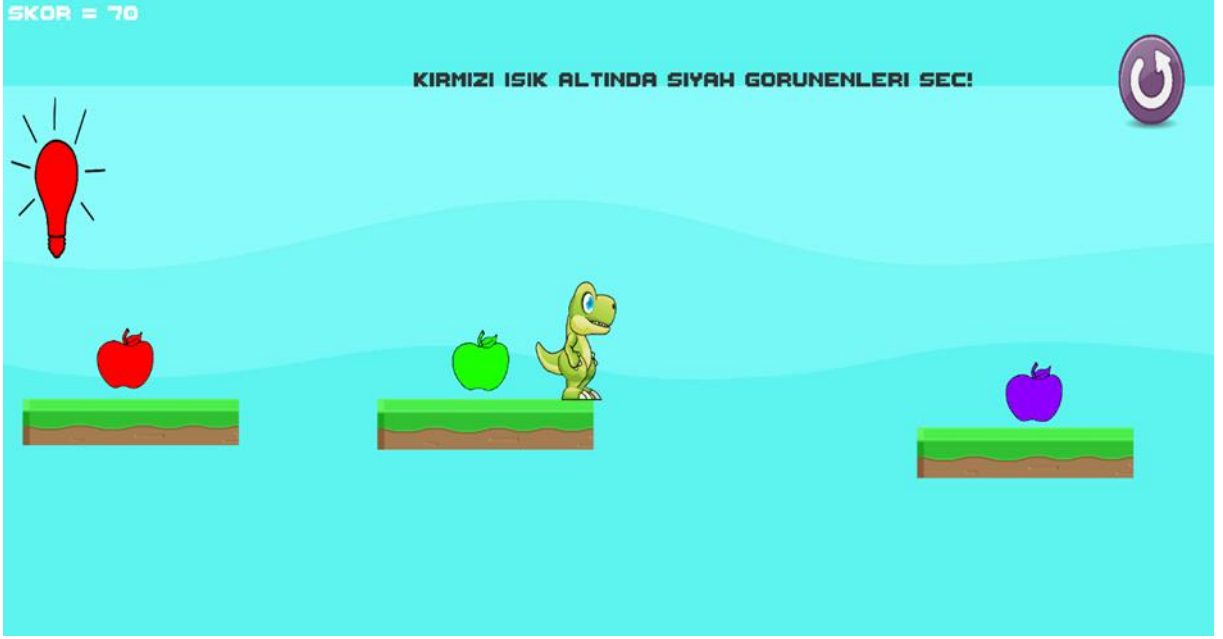 SKOR = 70
KIRMIZI ISIK ALTINDA SIYAH GORUNENLERI SEC!